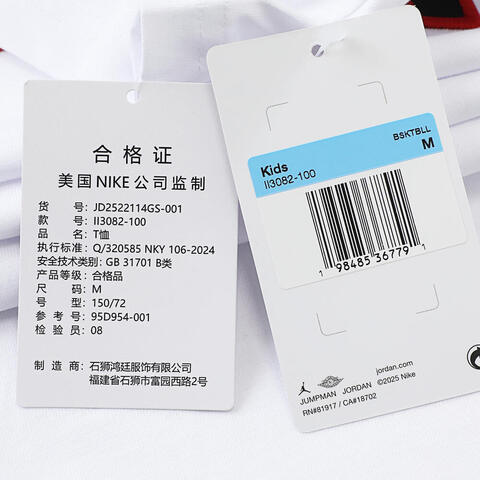 合格证
美国NIKE公司监制
货 号: JD2522114GS-001
款 号: II3082-100
品 名: T恤
执行标准: Q/320585 NKY 106-2024
安全技术类别: GB 31701 B类
产品等级: 合格品
尺 码: M
号 型: 150/72
参 考 号: 95D954-001
检 验 员: 08
制 造 商: 石狮鸿廷服饰有限公司
福建省石狮市富园西路2号
BSKTBLL
Kids M
II3082-100
1 98485 36779 1
JUMPMAN JORDAN
RN#81917 / CA#18702
jordan.com
©2025 Nike